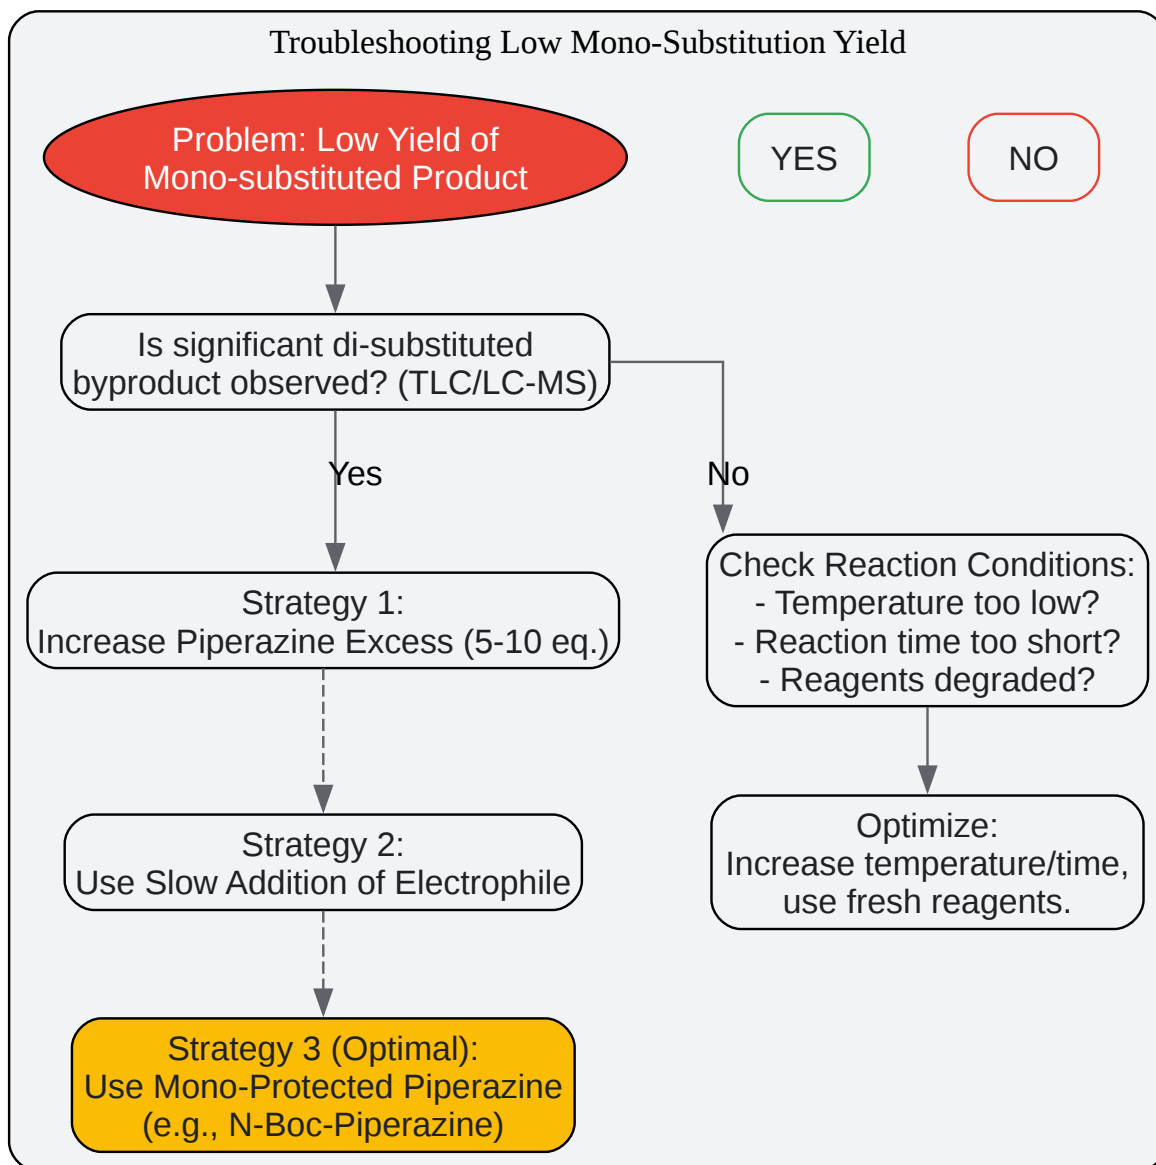 Troubleshooting Low Mono-Substitution Yield
Problem: Low Yield of
Mono-substituted Product
YES
NO
Is significant di-substituted
byproduct observed? (TLC/LC-MS)
Yes
No
Strategy 1:
Increase Piperazine Excess (5-10 eq.)
Check Reaction Conditions:
- Temperature too low?
- Reaction time too short?
- Reagents degraded?
Strategy 2:
Use Slow Addition of Electrophile
Optimize:
Increase temperature/time,
use fresh reagents.
Strategy 3 (Optimal):
Use Mono-Protected Piperazine
(e.g., N-Boc-Piperazine)